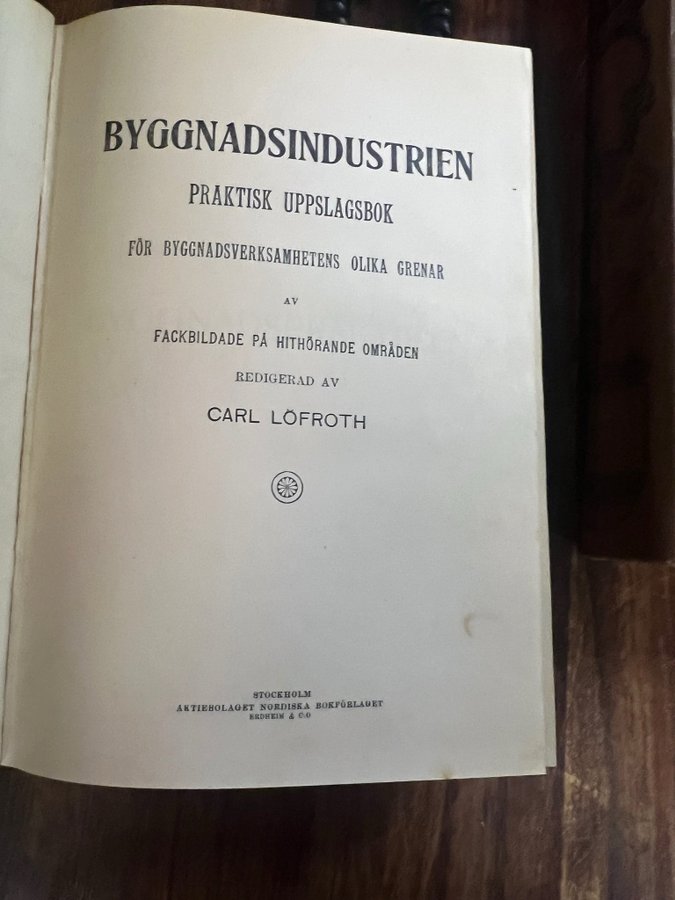 BYGGNADSINDUSTRIEN
PRAKTISK UPPSLAGSBOK
FÖR BYGGNADSVERKSAMHETENS OLIKA GRENAR
AV
FACKBILDADE PÅ HITHÖRANDE OMRÅDEN
REDIGERAD AV
CARL LÖFROTH
STOCKHOLM
AKTIEBOLAGET NORDISKA BOKFÖRLAGET
ERDHEIM & C:O